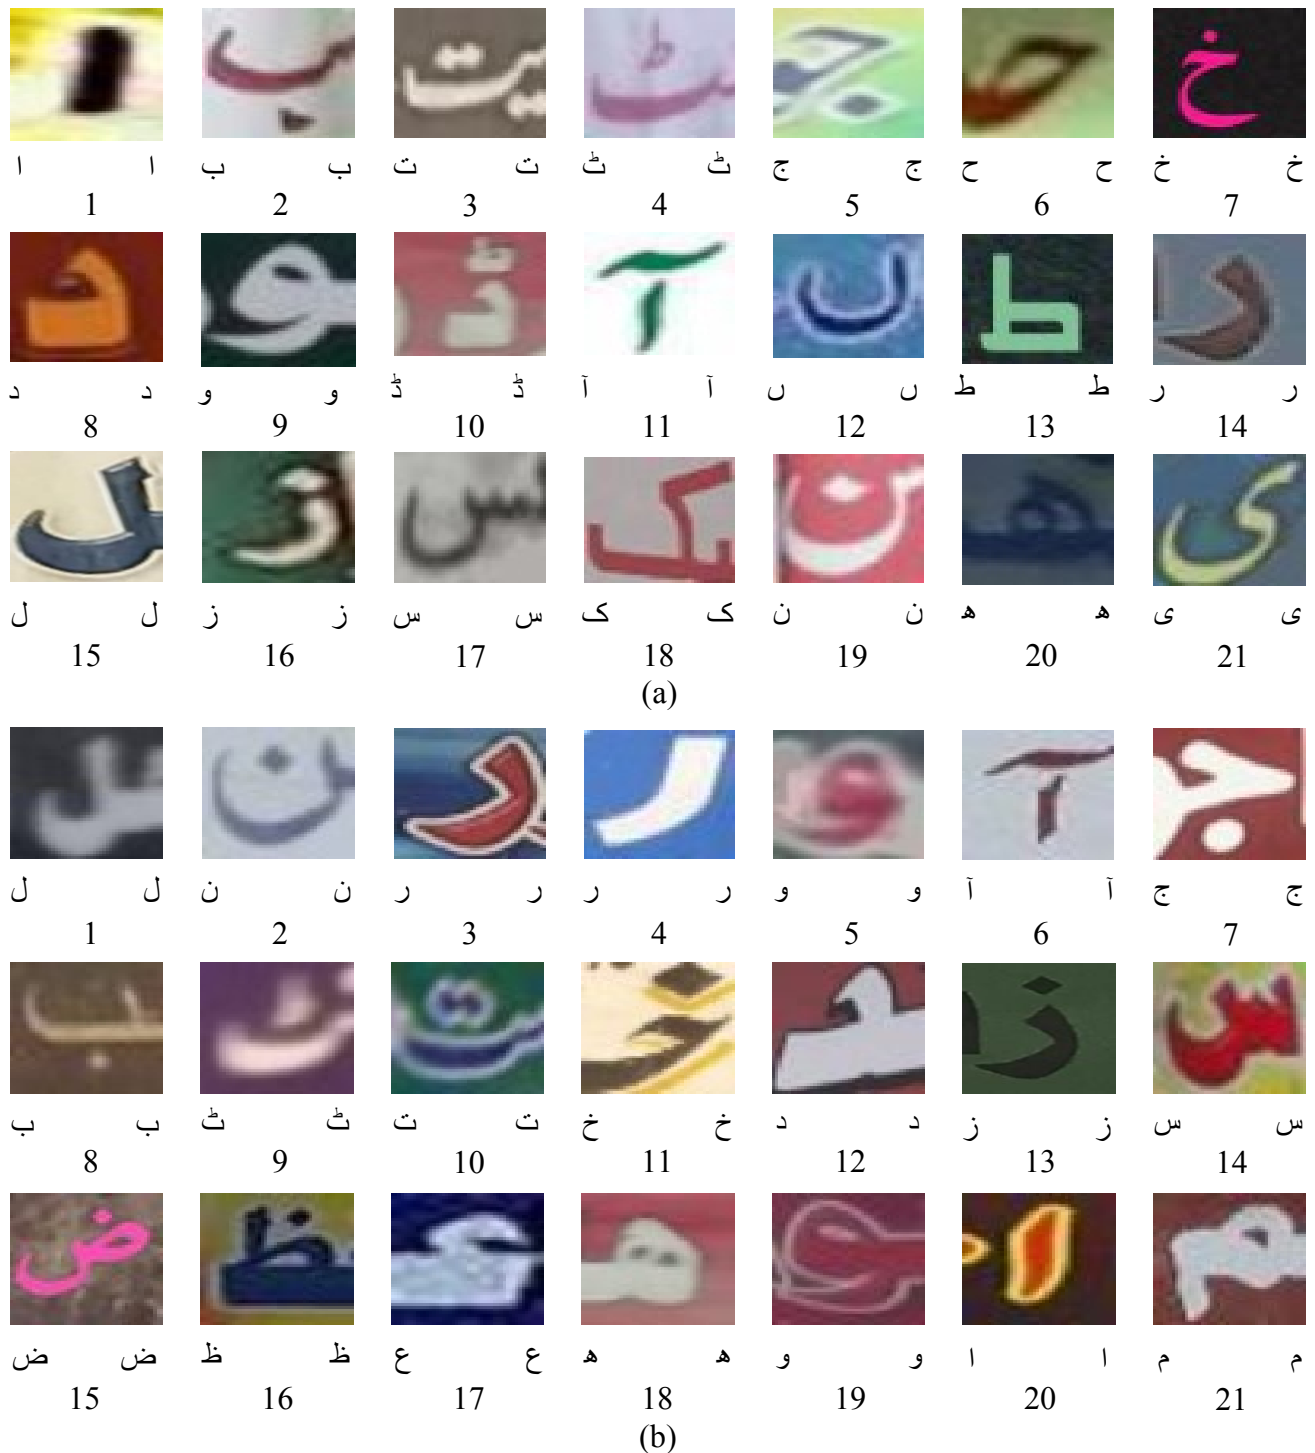 ا ا ب ب ت ت ٹ ٹ ج ج ح ح خ خ
1 2 3 4 5 6 7
د د و و ڈ ڈ آ آ ں ں ط ط ر ر
8 9 10 11 12 13 14
ل ل ز ز س س ک ک ن ن ھ ھ ی ی
15 16 17 18 19 20 21
(a)
ل ل ن ن ر ر ر ر و و آ آ ج ج
1 2 3 4 5 6 7
ب ب ٹ ٹ ت ت خ خ د د ز ز س س
8 9 10 11 12 13 14
ض ض ظ ظ ع ع ھ ھ و و ا ا م م
15 16 17 18 19 20 21
(b)